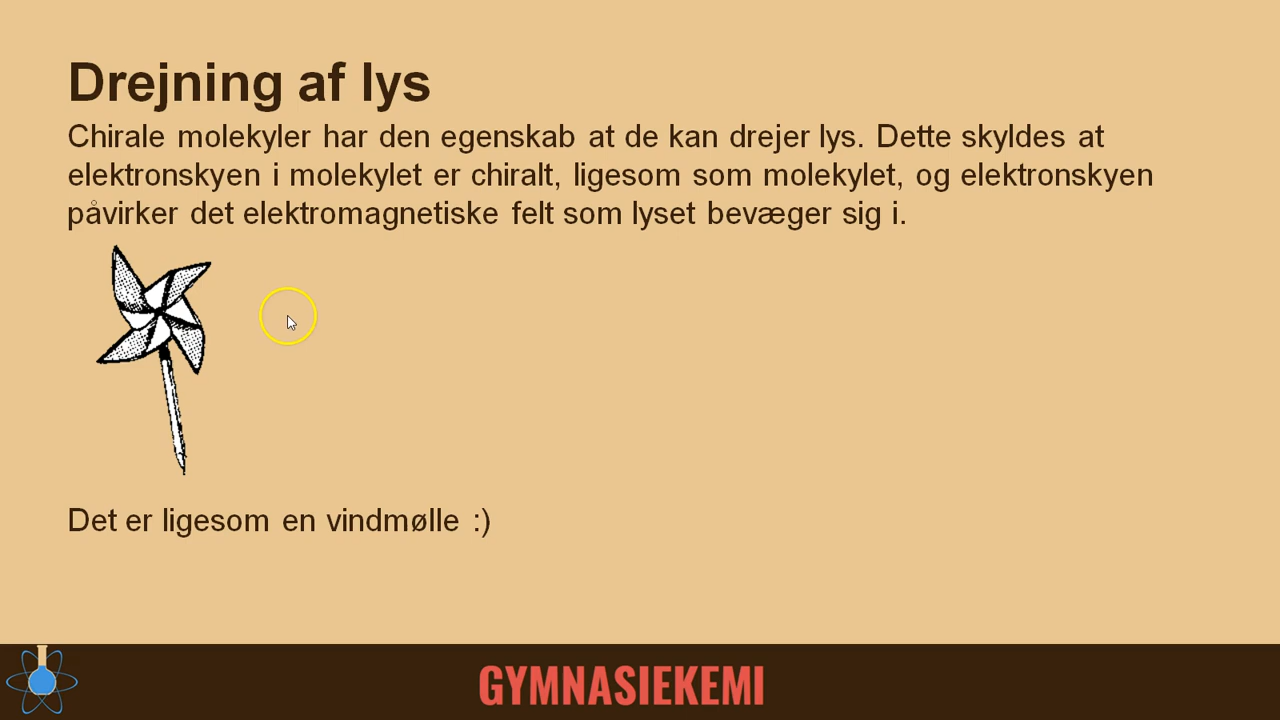 Drejning af lys
Chirale molekyler har den egenskab at de kan drejer lys. Dette skyldes at
elektronskyen i molekylet er chiralt, ligesom som molekylet, og elektronskyen
påvirker det elektromagnetiske felt som lyset bevæger sig i.
Det er ligesom en vindmølle :)
GYMNASIEKEMI